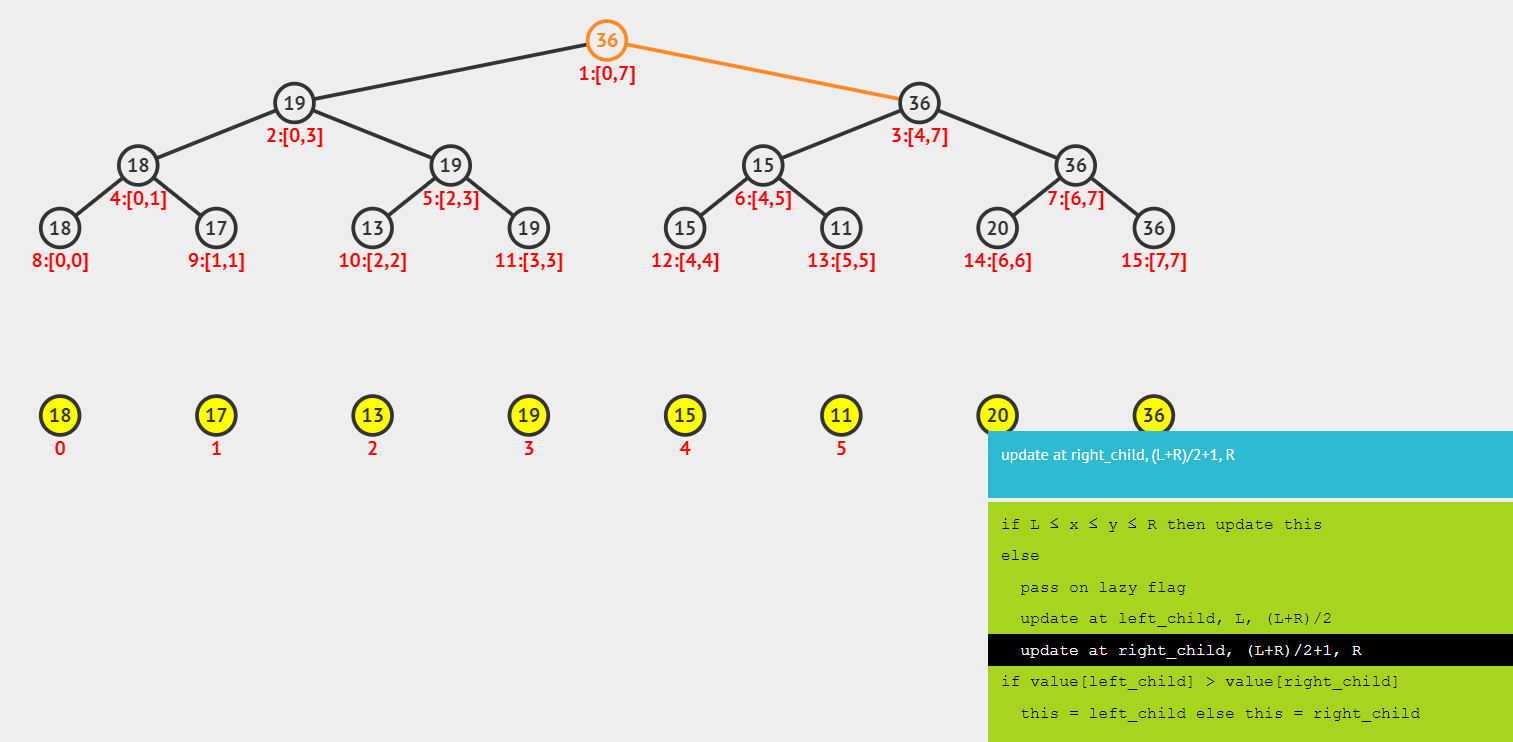 36
1:[0,7]
19 36
2:[0,3] 3:[4,7]
18 19 15 36
4:[0,1] 5:[2,3] 6:[4,5] 7:[6,7]
18 17 13 19 15 11 20 36
8:[0,0] 9:[1,1] 10:[2,2] 11:[3,3] 12:[4,4] 13:[5,5] 14:[6,6] 15:[7,7]
18 17 13 19 15 11 20 36
0 1 2 3 4 5
update at right_child, (L+R)/2+1, R
if L ≤ x ≤ y ≤ R then update this
else
pass on lazy flag
update at left_child, L, (L+R)/2
update at right_child, (L+R)/2+1, R
if value[left_child] > value[right_child]
this = left_child else this = right_child